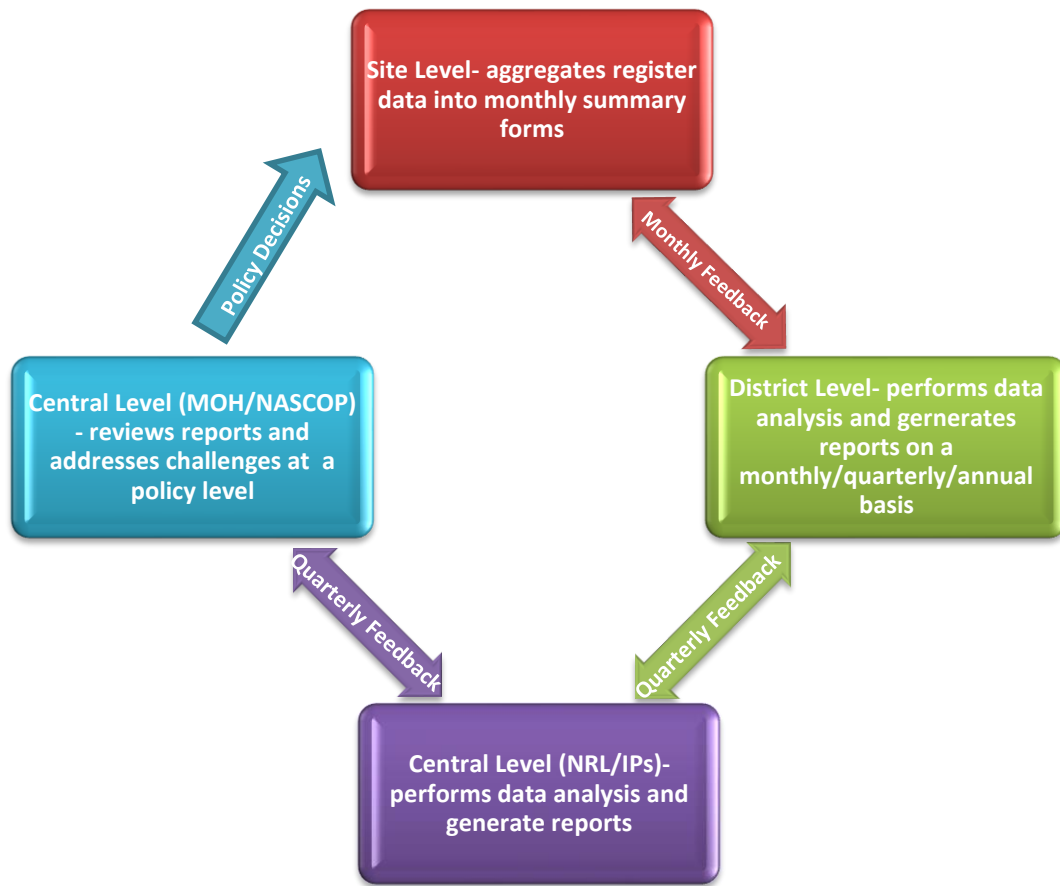 Site Level- aggregates register
data into monthly summary
forms
Policy Decisions
Monthly Feedback
Central Level (MOH/NASCOP)
- reviews reports and
addresses challenges at  a
policy level
District Level- performs data
analysis and gernerates
reports on a
monthly/quarterly/annual
basis
Quarterly Feedback
Quarterly Feedback
Central Level (NRL/IPs)-
performs data analysis and
generate reports